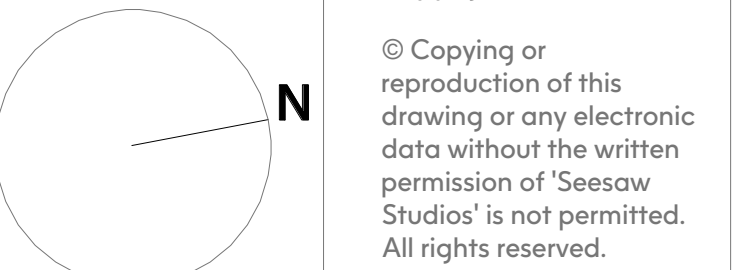 N
© Copying or
reproduction of this
drawing or any electronic
data without the written
permission of 'Seesaw
Studios' is not permitted.
All rights reserved.